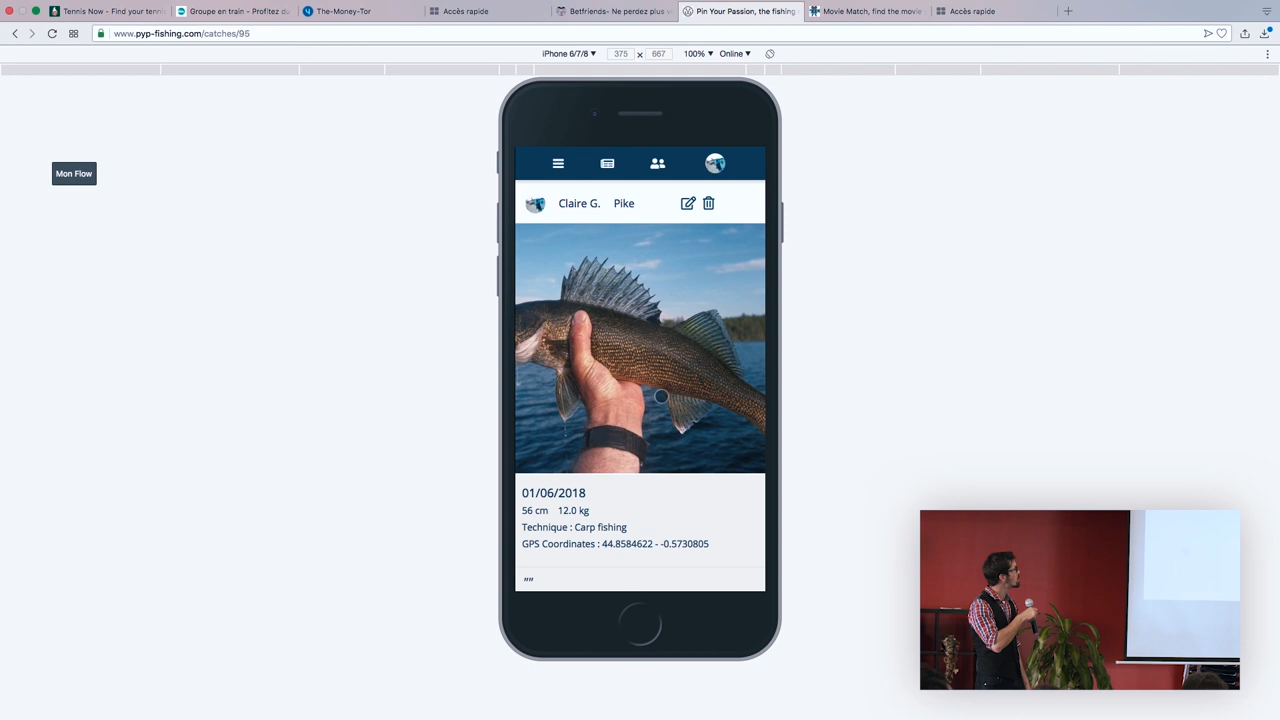 Tennis Now - Find your tenni
Groupe en train - Profitez du
The-Money-Tor
Accès rapide
Betfriends- Ne perdez plus v
Pin Your Passion, the fishing
Movie Match, find the movie
Accès rapide
www.pyp-fishing.com/catches/95
iPhone 6/7/8 ▼ 375 × 667 100% ▼ Online ▼
Mon Flow
Claire G. Pike
01/06/2018
56 cm 12.0 kg
Technique : Carp fishing
GPS Coordinates : 44.8584622 - -0.5730805
""